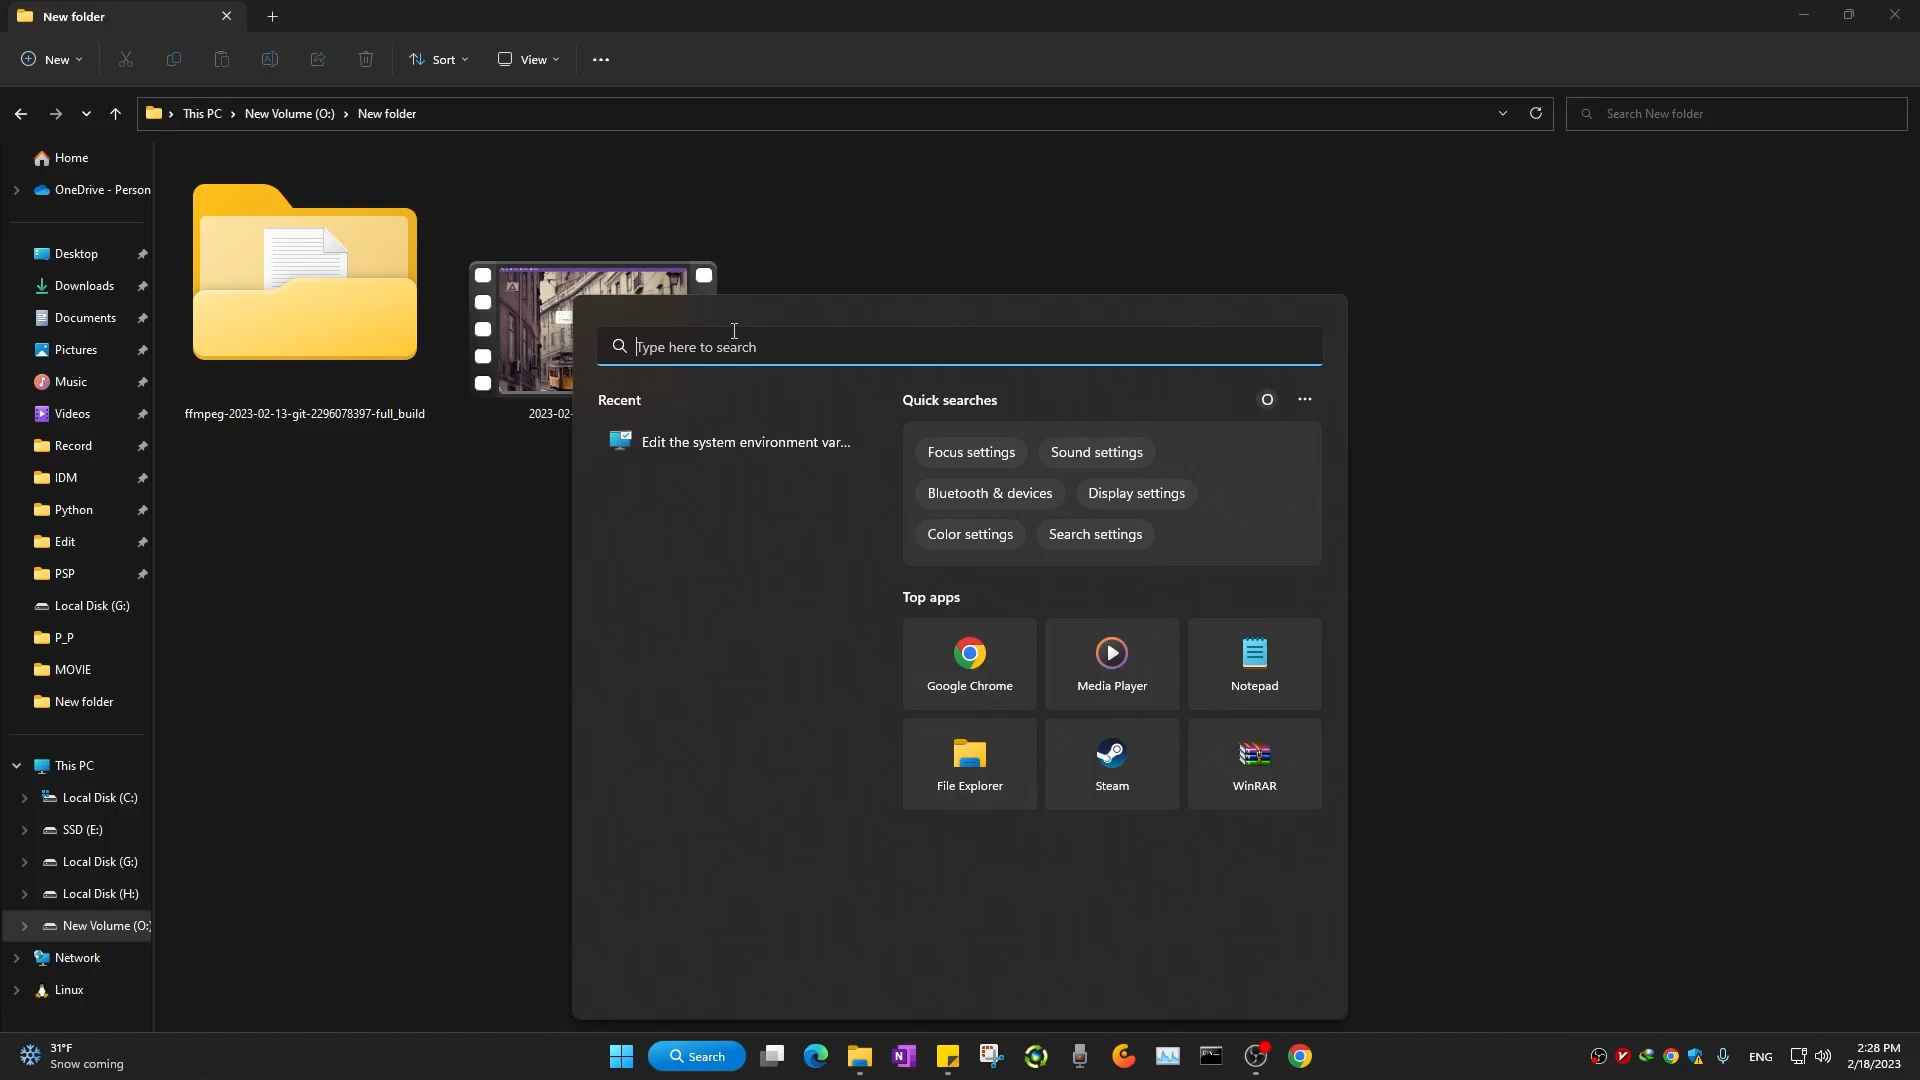 New folder
New
Sort
View
This PC
New Volume (O:)
New folder
Search New folder
Home
OneDrive - Person
Desktop
Downloads
Documents
Pictures
Music
Videos
Record
IDM
Python
Edit
PSP
Local Disk (G:)
P_P
MOVIE
New folder
This PC
Local Disk (C:)
SSD (E:)
Local Disk (G:)
Local Disk (H:)
New Volume (O:)
Network
Linux
ffmpeg-2023-02-13-git-2296078397-full_build
2023-02-
Type here to search
Recent
Edit the system environment var...
Quick searches
O
Focus settings
Sound settings
Bluetooth & devices
Display settings
Color settings
Search settings
Top apps
Google Chrome
Media Player
Notepad
File Explorer
Steam
WinRAR
31°F
Snow coming
Search
ENG
2:28 PM
2/18/2023